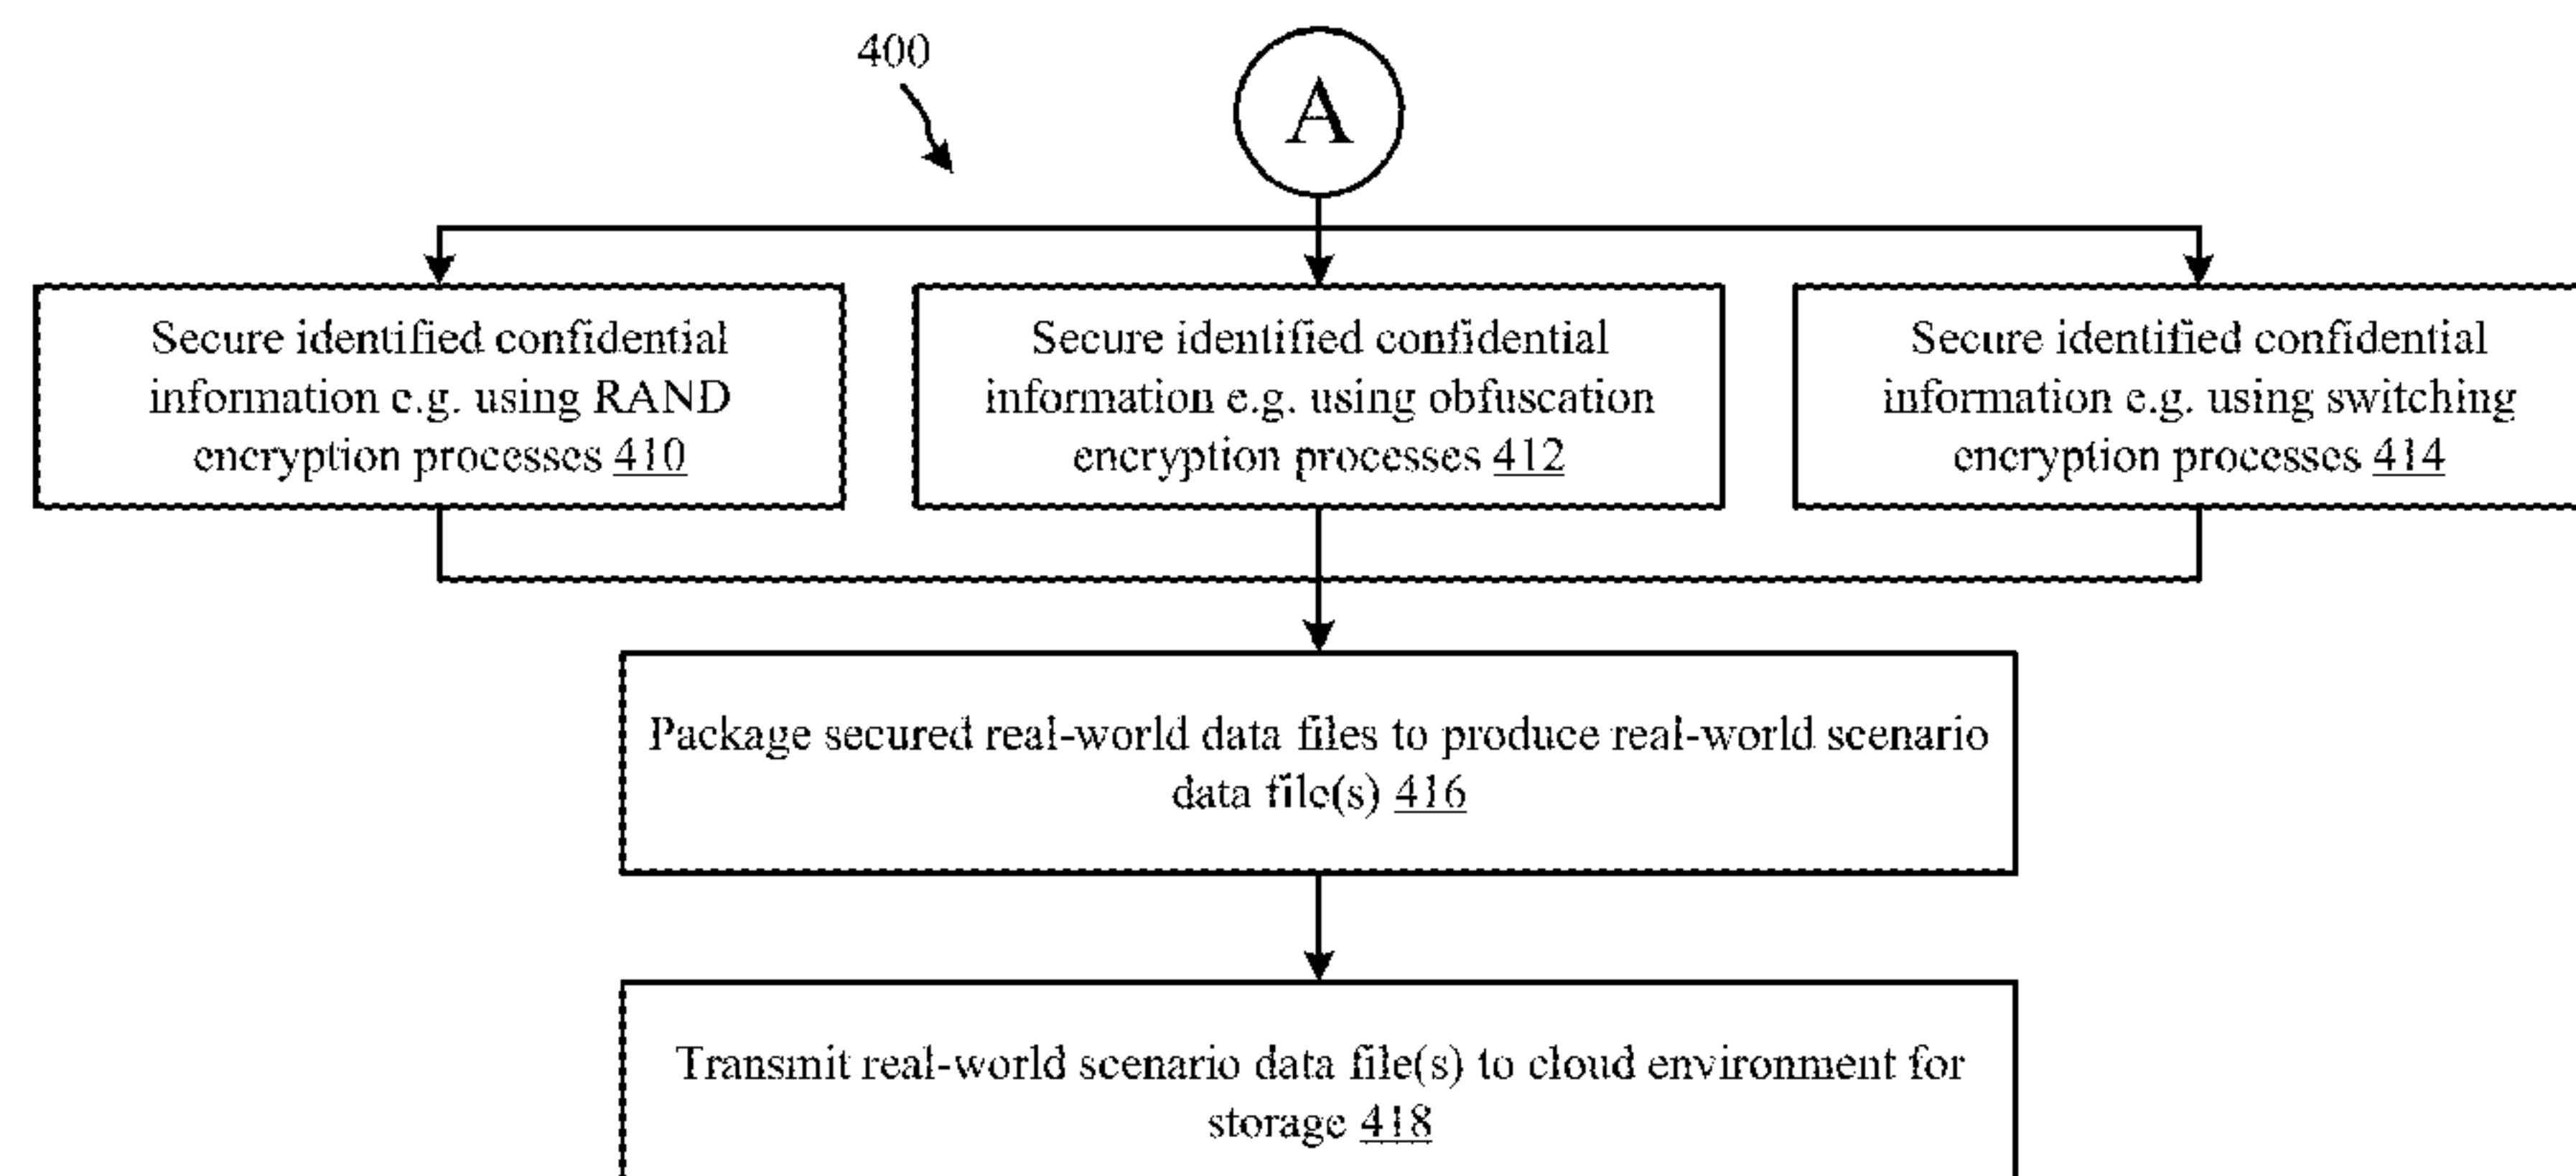 400
A
Secure identified confidential
information e.g. using RAND
encryption processes 410
Secure identified confidential
information e.g. using obfuscation
encryption processes 412
Secure identified confidential
information e.g. using switching
encryption processes 414
Package secured real-world data files to produce real-world scenario
data file(s) 416
Transmit real-world scenario data file(s) to cloud environment for
storage 418